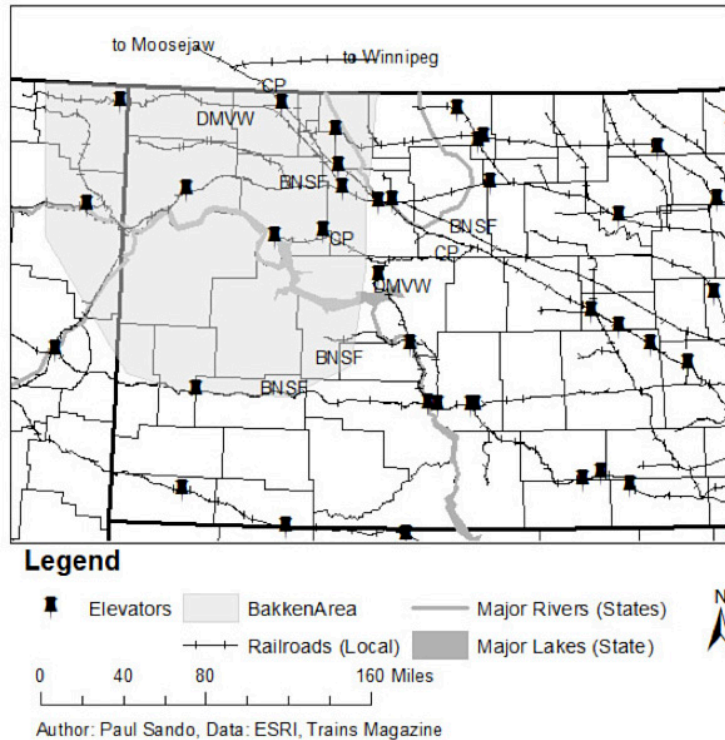 to Moosejaw
to Winnipeg
CP
DMVW
BNSF
BNSF
CP
CP
DMVW
BNSF
BNSF
Legend
Elevators
BakkenArea
Major Rivers (States)
Railroads (Local)
Major Lakes (State)
N
0 40 80 160 Miles
Author: Paul Sando, Data: ESRI, Trains Magazine